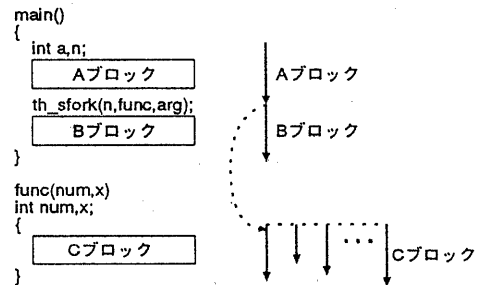 main()
{
int a,n;
Aブロック
th_sfork(n,func,arg);
Bブロック
}
func(num,x)
int num,x;
{
Cブロック
}
Aブロック
Bブロック
Cブロック